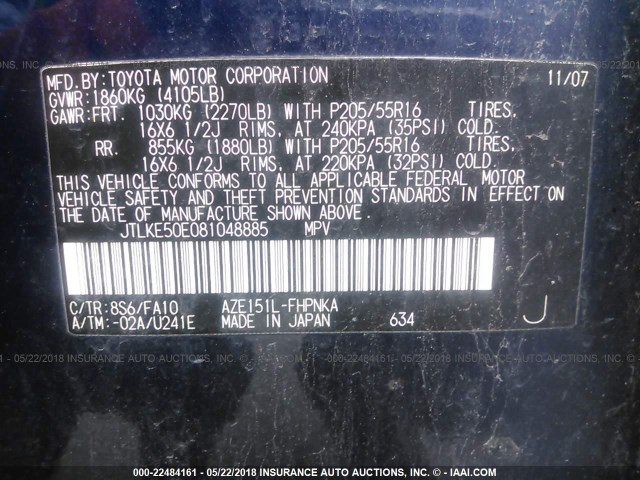 MFD.BY:TOYOTA MOTOR CORPORATION 11/07
GVWR:1860KG (4105LB)
GAWR:FRT. 1030KG (2270LB) WITH P205/55R16 TIRES,
16X6 1/2J RIMS, AT 240KPA (35PSI) COLD.
RR. 855KG (1880LB) WITH P205/55R16 TIRES,
16X6 1/2J RIMS, AT 220KPA (32PSI) COLD.
THIS VEHICLE CONFORMS TO ALL APPLICABLE FEDERAL MOTOR
VEHICLE SAFETY AND THEFT PREVENTION STANDARDS IN EFFECT ON
THE DATE OF MANUFACTURE SHOWN ABOVE.
JTLKE50E081048885 MPV
C/TR:8S6/FA10 AZE151L-FHPNKA
A/TM:-02A/U241E MADE IN JAPAN 634 J
000-22484161 - 05/22/2018 INSURANCE AUTO AUCTIONS, INC. - © - IAAI.COM